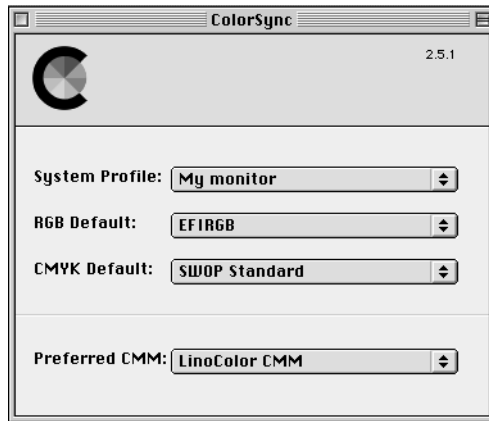 ColorSync
2.5.1
System Profile: My monitor
RGB Default: EFIRGB
CMYK Default: SWOP Standard
Preferred CMM: LinoColor CMM